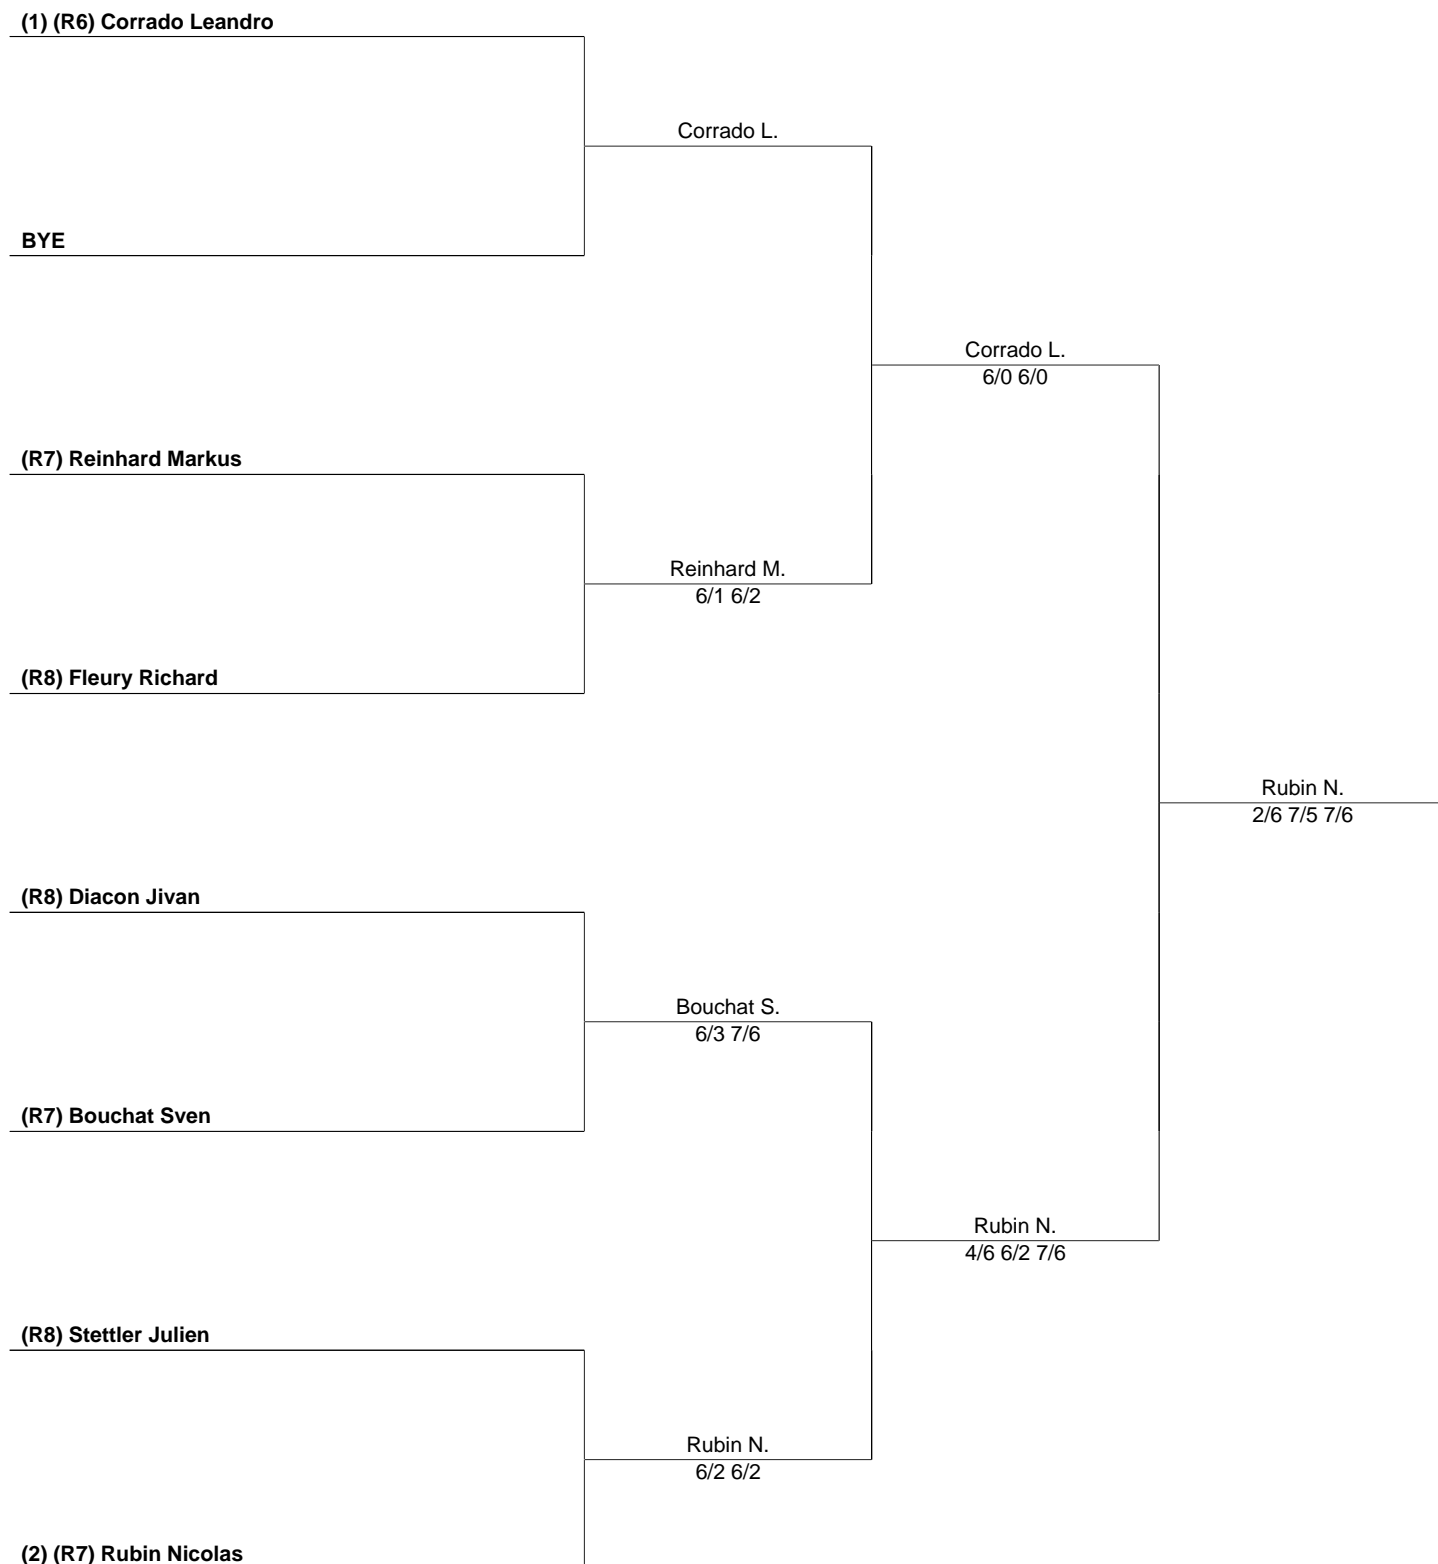 (1) (R6) Corrado Leandro
Corrado L.
BYE
Corrado L.
6/0 6/0
(R7) Reinhard Markus
Reinhard M.
6/1 6/2
(R8) Fleury Richard
Rubin N.
2/6 7/5 7/6
(R8) Diacon Jivan
Bouchat S.
6/3 7/6
(R7) Bouchat Sven
Rubin N.
4/6 6/2 7/6
(R8) Stettler Julien
Rubin N.
6/2 6/2
(2) (R7) Rubin Nicolas